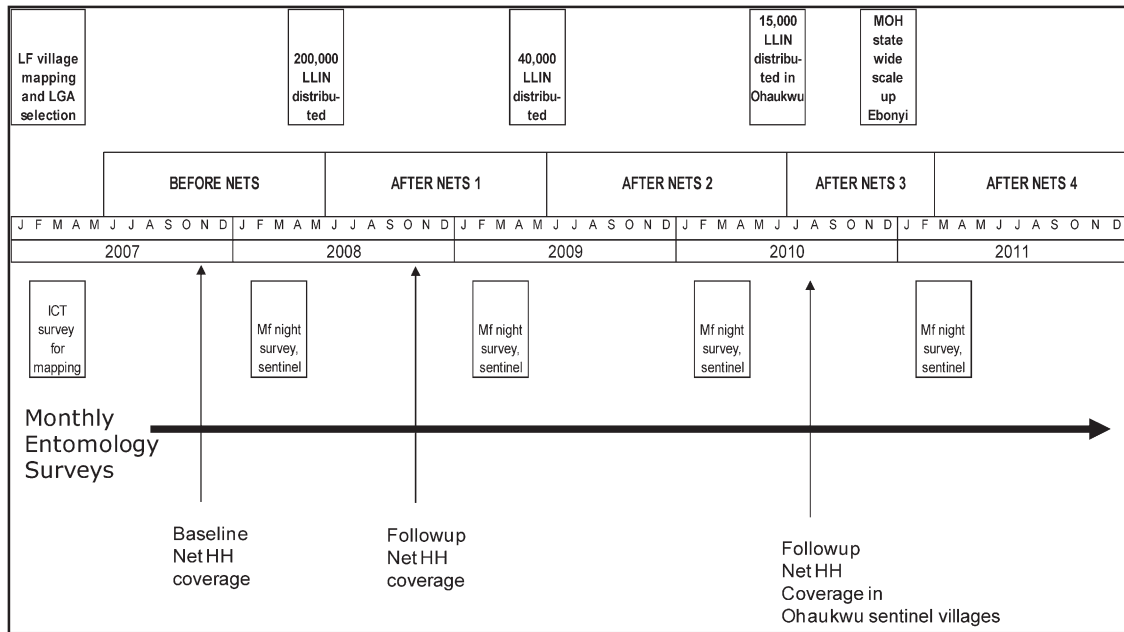 LF village
mapping
and LGA
selection
200,000
LLIN
distribu-
ted
40,000
LLIN
distribu-
ted
15,000
LLIN
distribu-
ted in
Ohaukwu
MOH
state
wide
scale
up
Ebonyi
BEFORE NETS
AFTER NETS 1
AFTER NETS 2
AFTER NETS 3
AFTER NETS 4
J F M A M J J A S O N D J F M A M J J A S O N D J F M A M J J A S O N D J F M A M J J A S O N D J F M A M J J A S O N D
2007 2008 2009 2010 2011
ICT
survey
for
mapping
Mf night
survey,
sentinel
Mf night
survey,
sentinel
Mf night
survey,
sentinel
Mf night
survey,
sentinel
Monthly
Entomology
Surveys
Baseline
Net HH
coverage
Followup
Net HH
coverage
Followup
Net HH
Coverage in
Ohaukwu sentinel villages